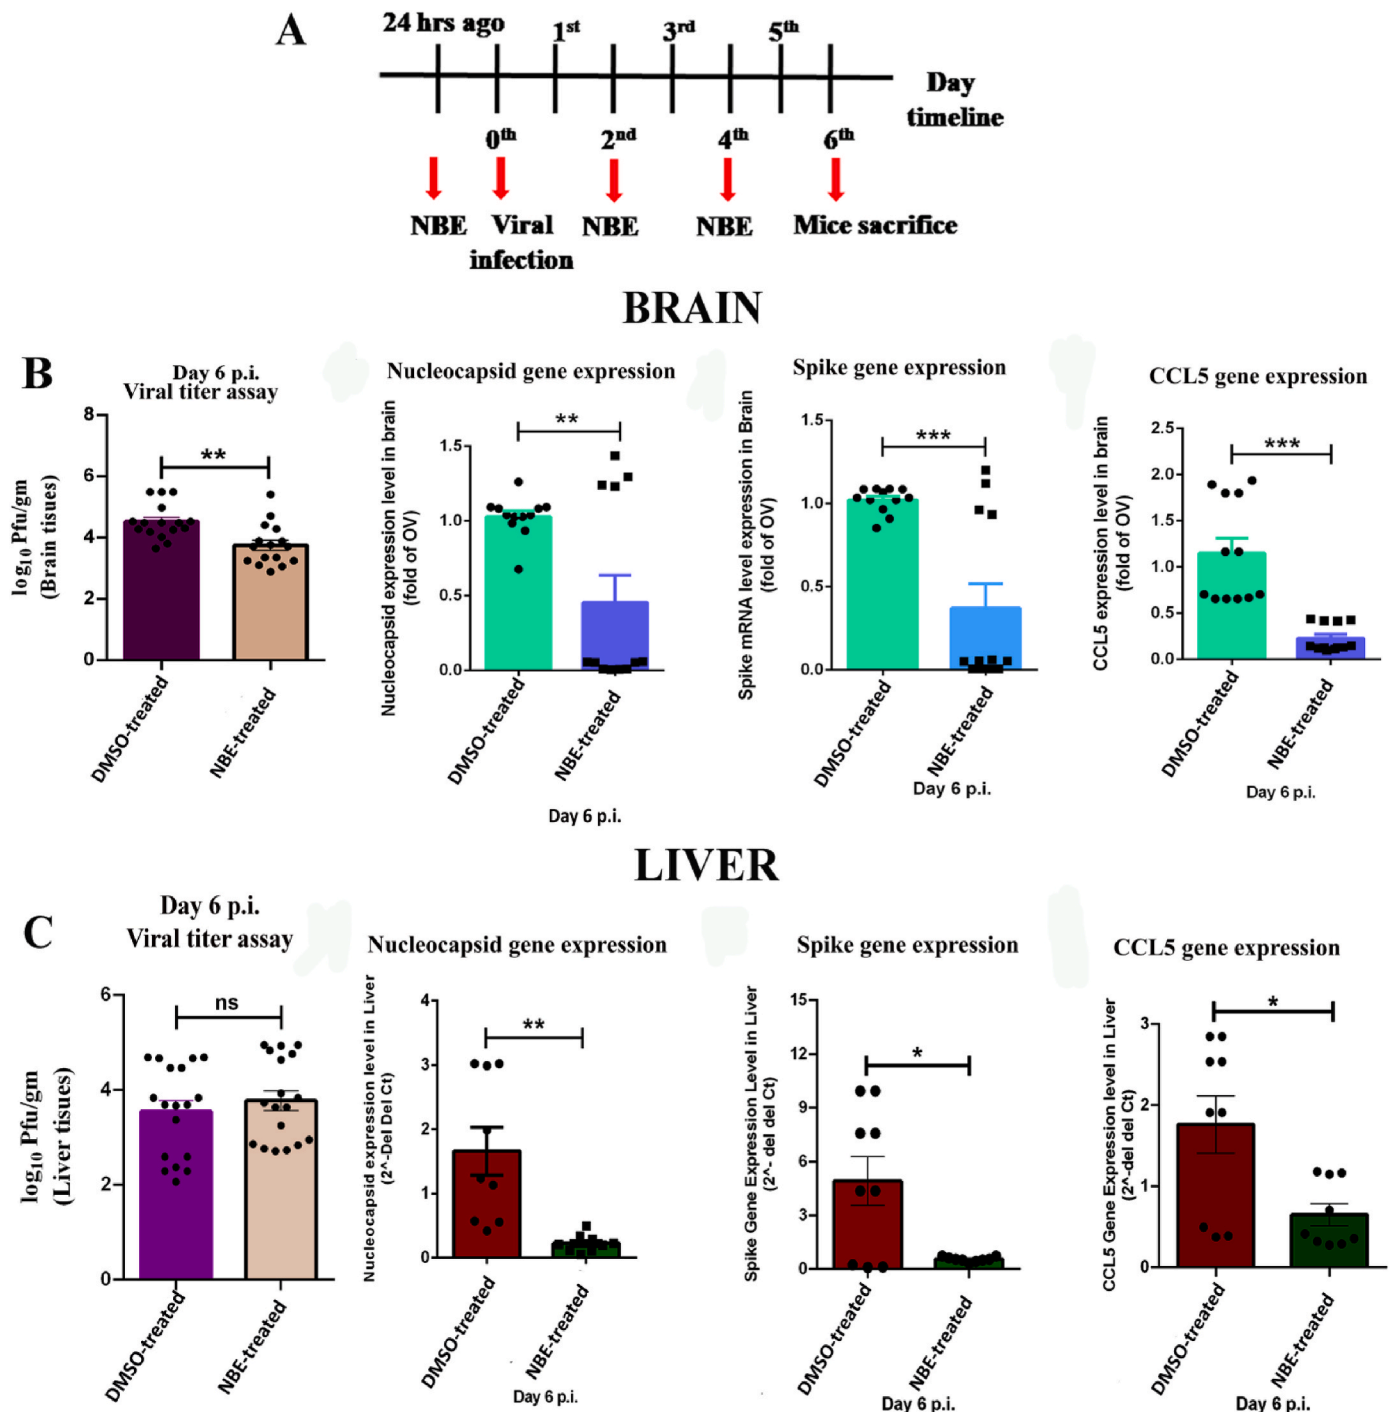 A
24 hrs ago
1st
3rd
5th
Day
timeline
0th
2nd
4th
6th
NBE
Viral
infection
NBE
NBE
Mice sacrifice
BRAIN
B
Day 6 p.i.
Viral titer assay
log10 Pfu/gm
(Brain tisues)
8
6
4
2
0
**
DMSO-treated
NBE-treated
Nucleocapsid gene expression
Nucleocapsid expression level in brain
(fold of OV)
1.5
1.0
0.5
0.0
**
DMSO-treated
NBE-treated
Day 6 p.i.
Spike gene expression
Spike mRNA level expression in Brain
(fold of OV)
1.5
1.0
0.5
0.0
***
DMSO-treated
NBE-treated
Day 6 p.i.
CCL5 gene expression
CCL5 expression level in brain
(fold of OV)
2.5
2.0
1.5
1.0
0.5
0.0
***
DMSO-treated
NBE-treated
Day 6 p.i.
LIVER
C
Day 6 p.i.
Viral titer assay
log10 Pfu/gm
(Liver tisues)
6
4
2
0
ns
DMSO-treated
NBE-treated
Nucleocapsid gene expression
Nucleocapsid expression level in Liver
(2^-Del Del Ct)
4
3
2
1
0
**
DMSO-treated
NBE-treated
Day 6 p.i.
Spike gene expression
Spike Gene Expression Level in Liver
(2^- del del Ct)
15
12
9
6
3
0
*
DMSO-treated
NBE-treated
Day 6 p.i.
CCL5 gene expression
CCL5 Gene Expression level in Liver
(2^-del del Ct)
3
2
1
0
*
DMSO-treated
NBE-treated
Day 6 p.i.